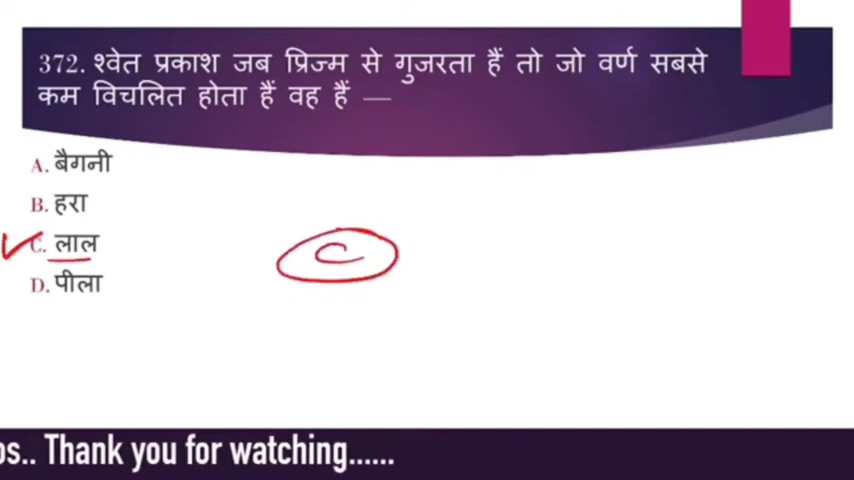 372. श्वेत प्रकाश जब प्रिज्म से गुजरता हैं तो जो वर्ण सबसे
कम विचलित होता हैं वह हैं —
A. बैगनी
B. हरा
C. लाल
C
D. पीला
os.. Thank you for watching......